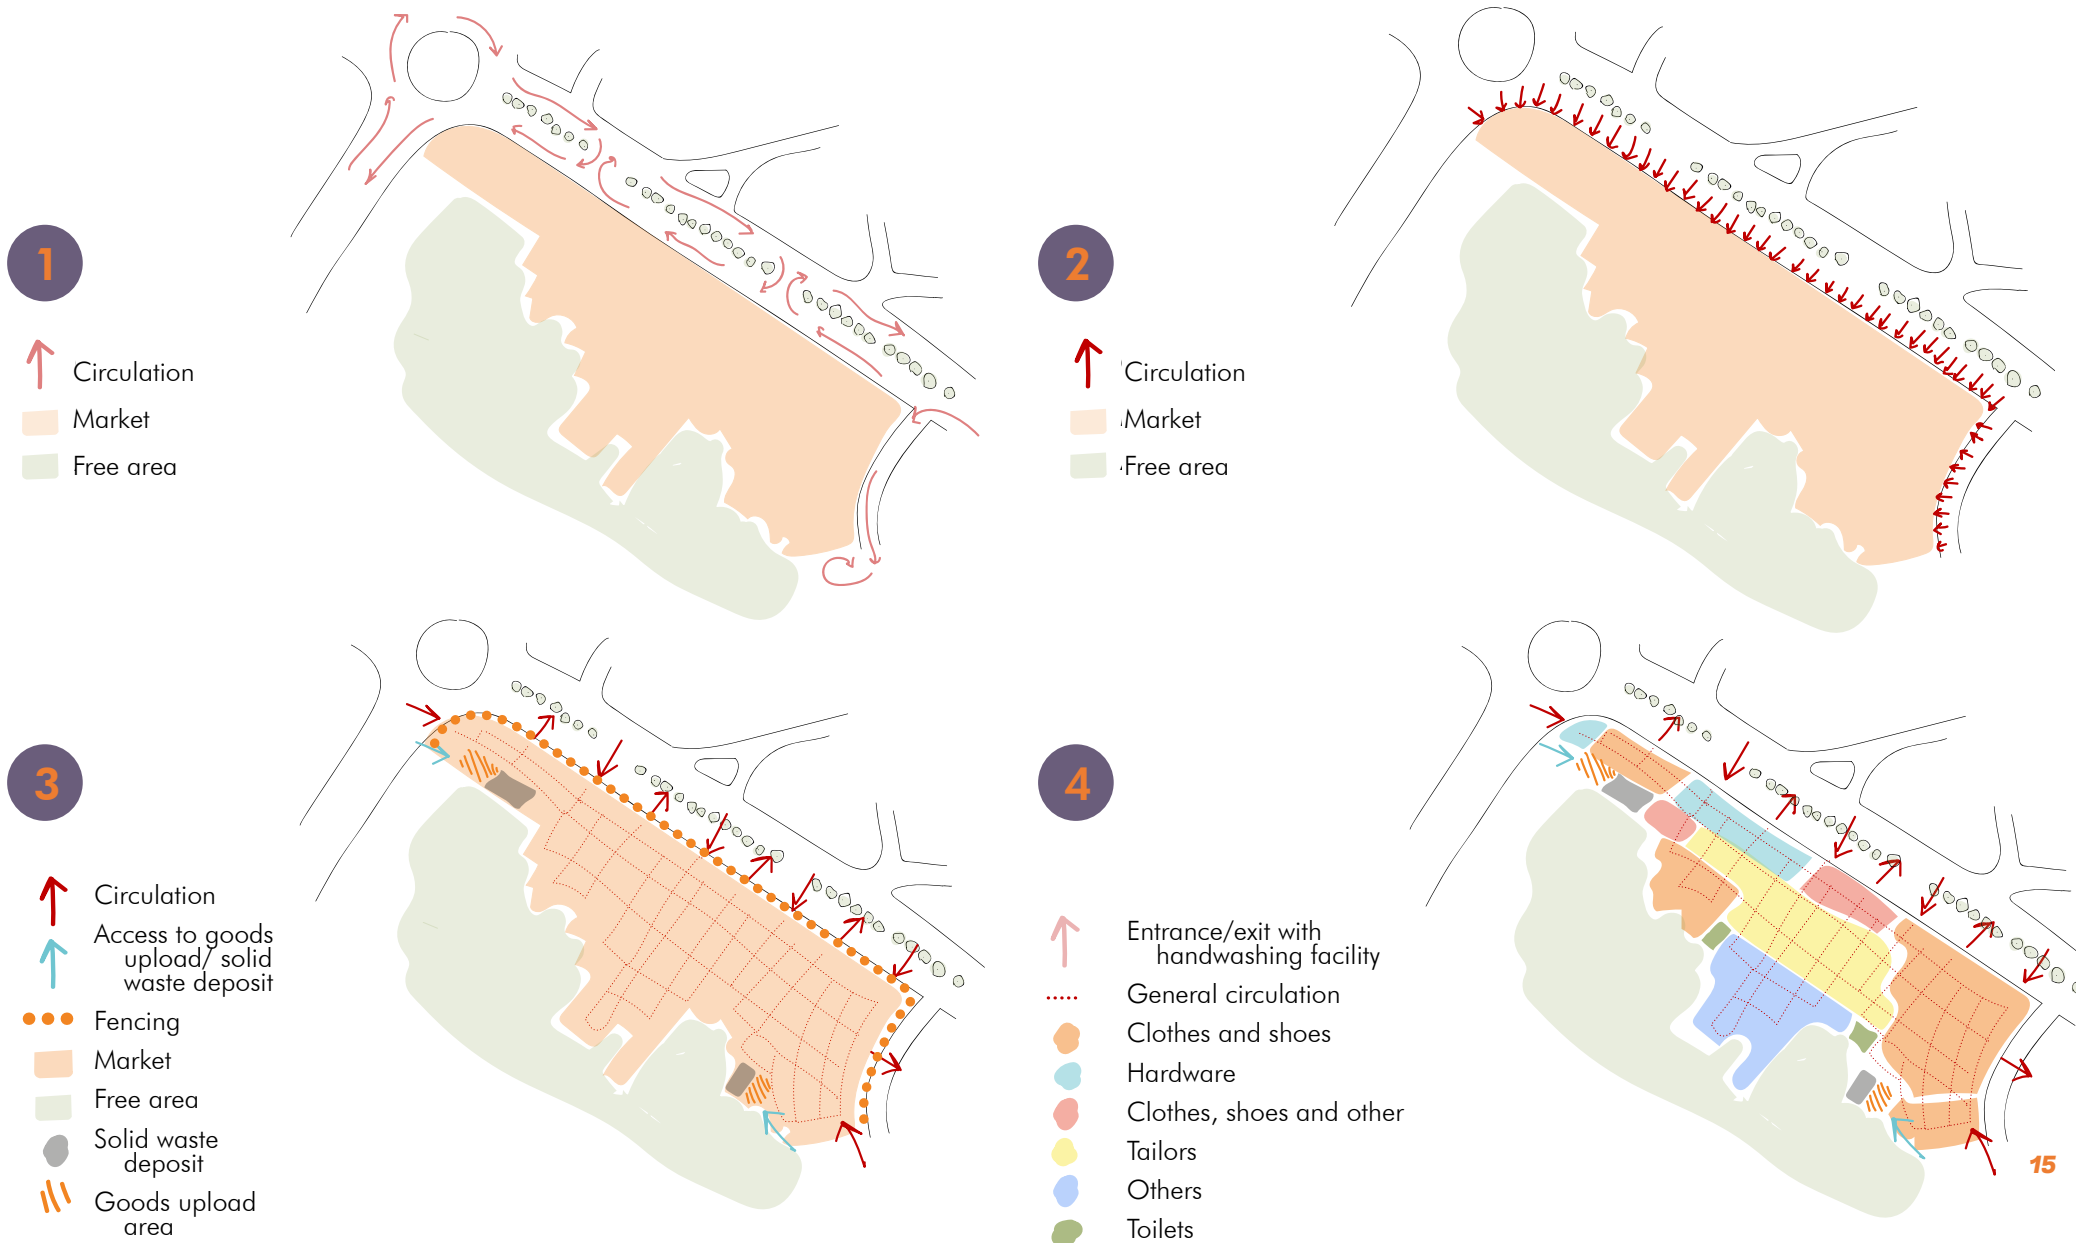 1
Circulation
Market
Free area
2
Circulation
Market
Free area
3
Circulation
Access to goods
upload/ solid
waste deposit
Fencing
Market
Free area
Solid waste
deposit
Goods upload
area
4
Entrance/exit with
handwashing facility
General circulation
Clothes and shoes
Hardware
Clothes, shoes and other
Tailors
Others
Toilets
15